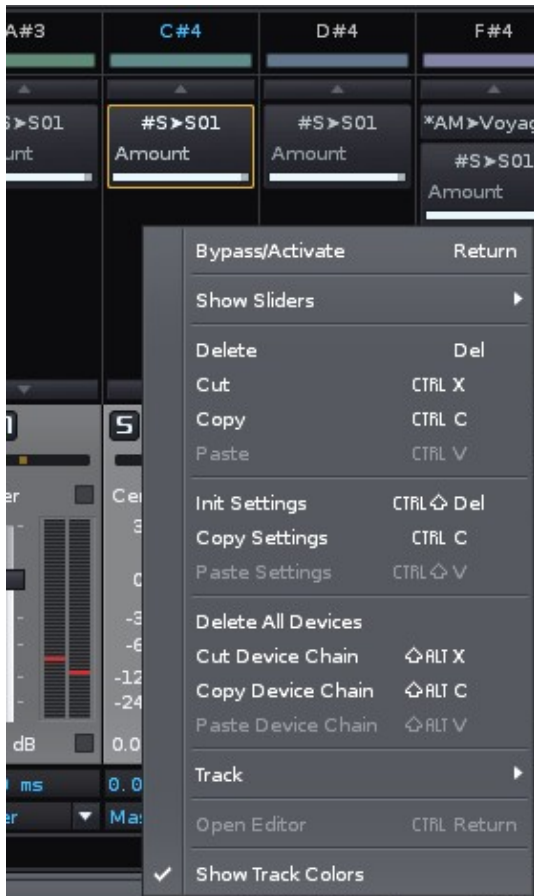 A#3 C#4 D#4 F#4
#S➤S01 #S➤S01 *AM➤Voyag
Amount Amount #S➤S01
Amount
Bypass/Activate Return
Show Sliders
Delete Del
Cut CTRL X
Copy CTRL C
Paste CTRL V
Init Settings CTRL⇧ Del
Copy Settings CTRL C
Paste Settings CTRL⇧ V
Delete All Devices
Cut Device Chain ⇧ALT X
Copy Device Chain ⇧ALT C
Paste Device Chain ⇧ALT V
Track
Open Editor CTRL Return
Show Track Colors
S
Cen
-12
-24
dB 0.0
ms 0.0
Mas